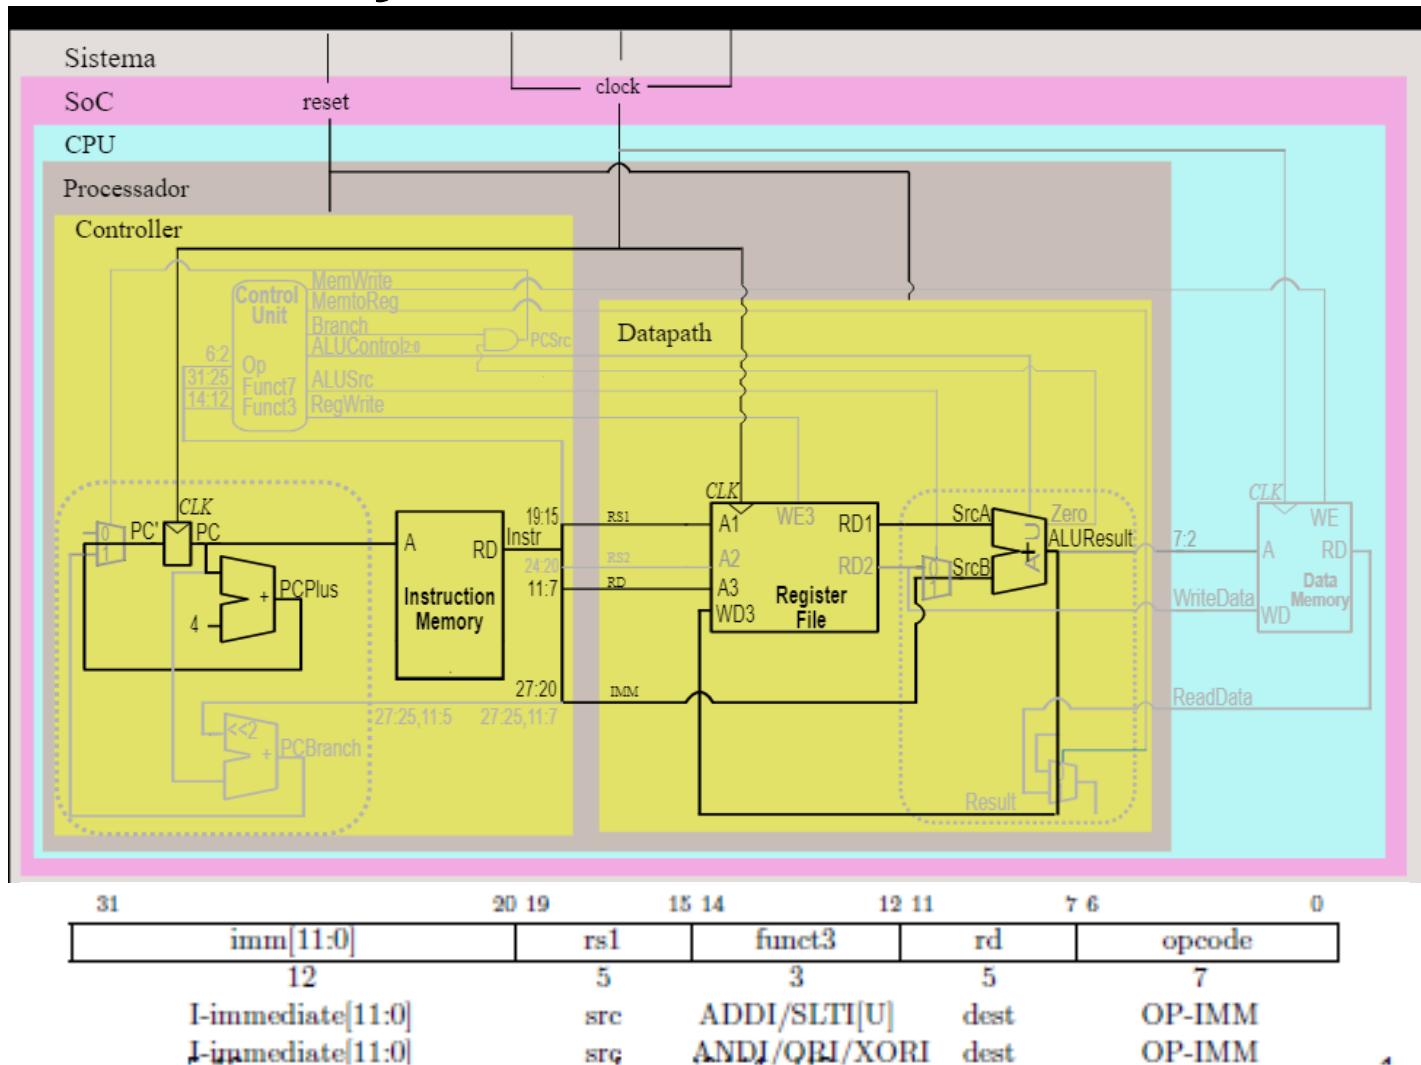 Sistema
clock
SoC
reset
CPU
Processador
Controller
MemWrite
Control
Unit
MemtoReg
Branch
Datapath
PCSrc
ALUControl2:0
6:2
Op
31:25
Funct7
ALUSrc
14:12
Funct3
RegWrite
CLK
CLK
CLK
0
1
PC'
PC
19:15
Instr
RS1
A1
WE3
RD1
SrcA
Zero
ALU
ALUResult
7:2
WE
A
RD
24:20
RS2
A2
RD2
0
1
SrcB
+
A
RD
PCPlus
+
4
Instruction
Memory
11:7
RD
A3
WD3
Register
File
WriteData
WD
Data
Memory
27:20
IMM
ReadData
27:25,11:5
27:25,11:7
<<2
+
PCBranch
Result
31 20 19 15 14 12 11 7 6 0
imm[11:0] rs1 funct3 rd opcode
12 5 3 5 7
I-immediate[11:0] src ADDI/SLTI[U] dest OP-IMM
I-immediate[11:0] src ANDI/ORI/XORI dest OP-IMM